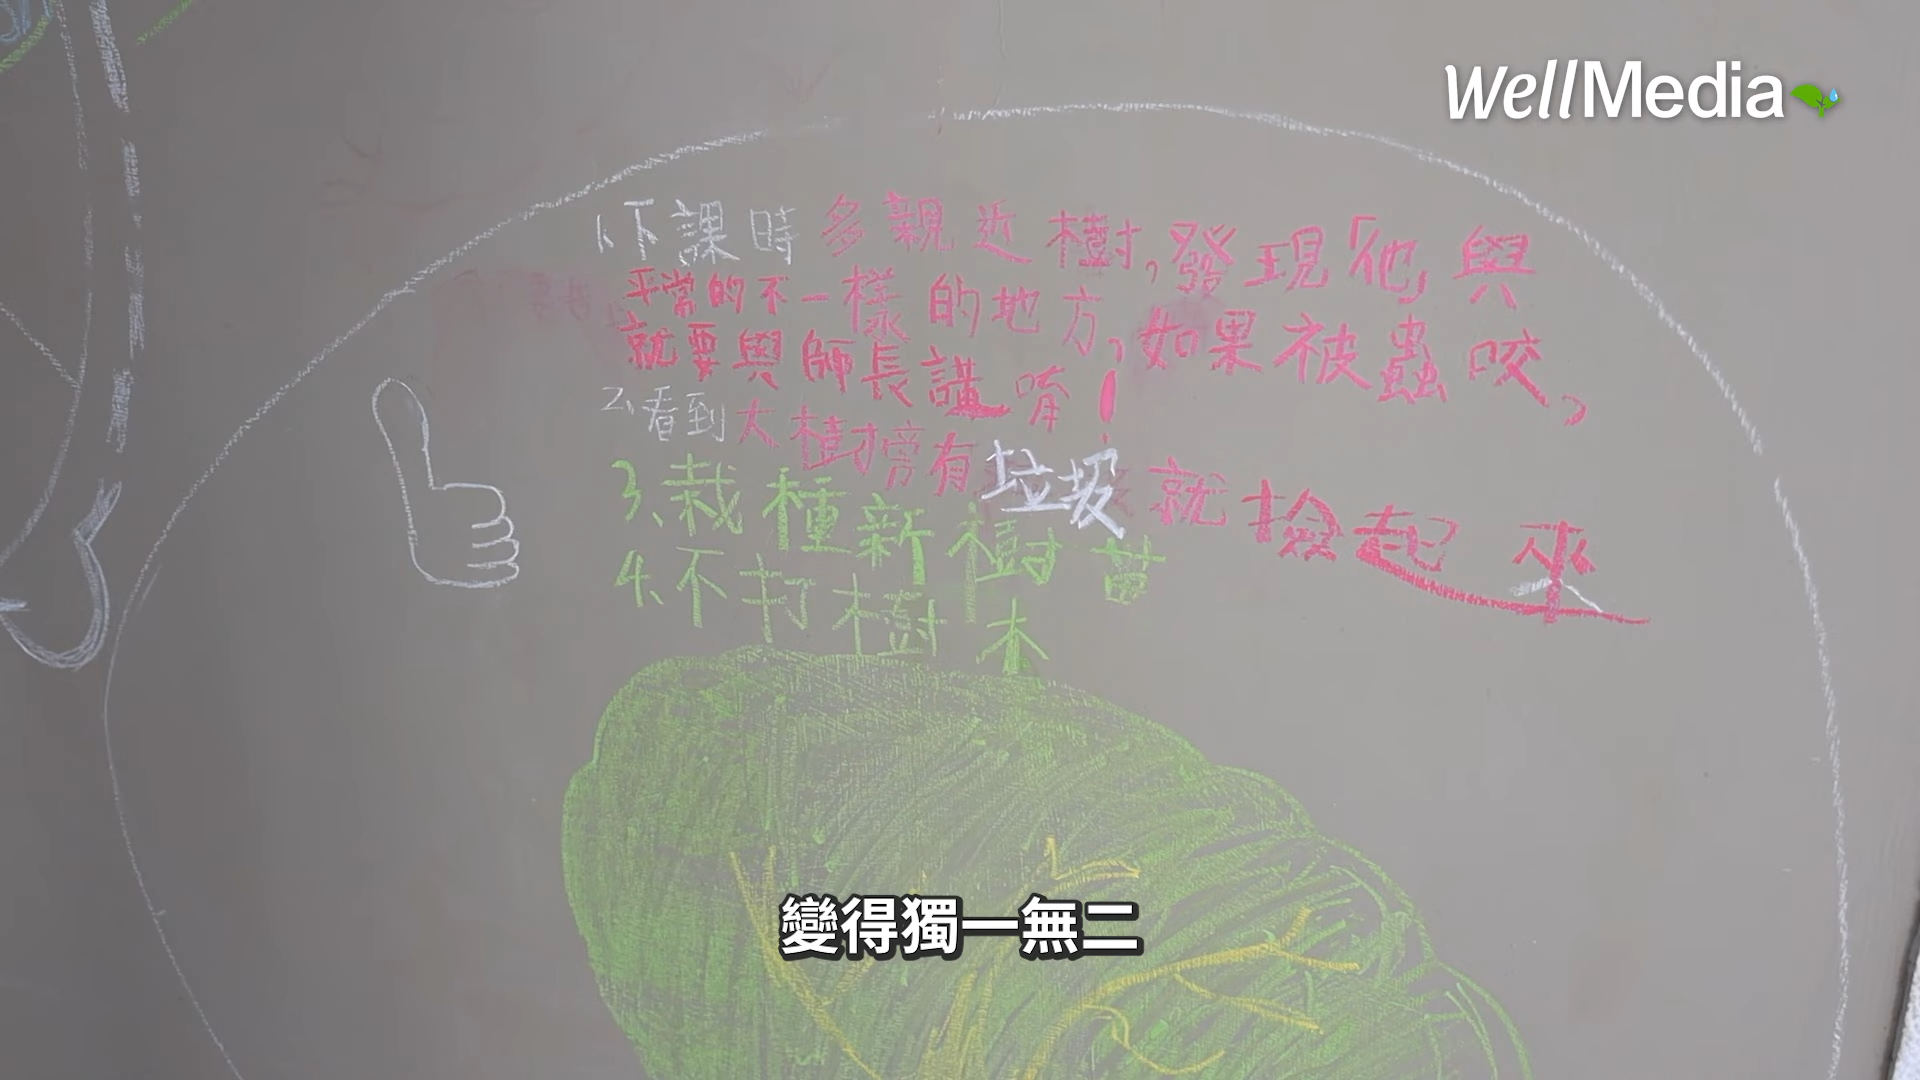 WellMedia
1、下課時多親近樹,發現「他」與
平常的不一樣的地方,如果被蟲咬,
就要與師長講唷!
2、看到大樹旁有垃圾就撿起來
3、栽種新樹苗
4、不打樹木
變得獨一無二